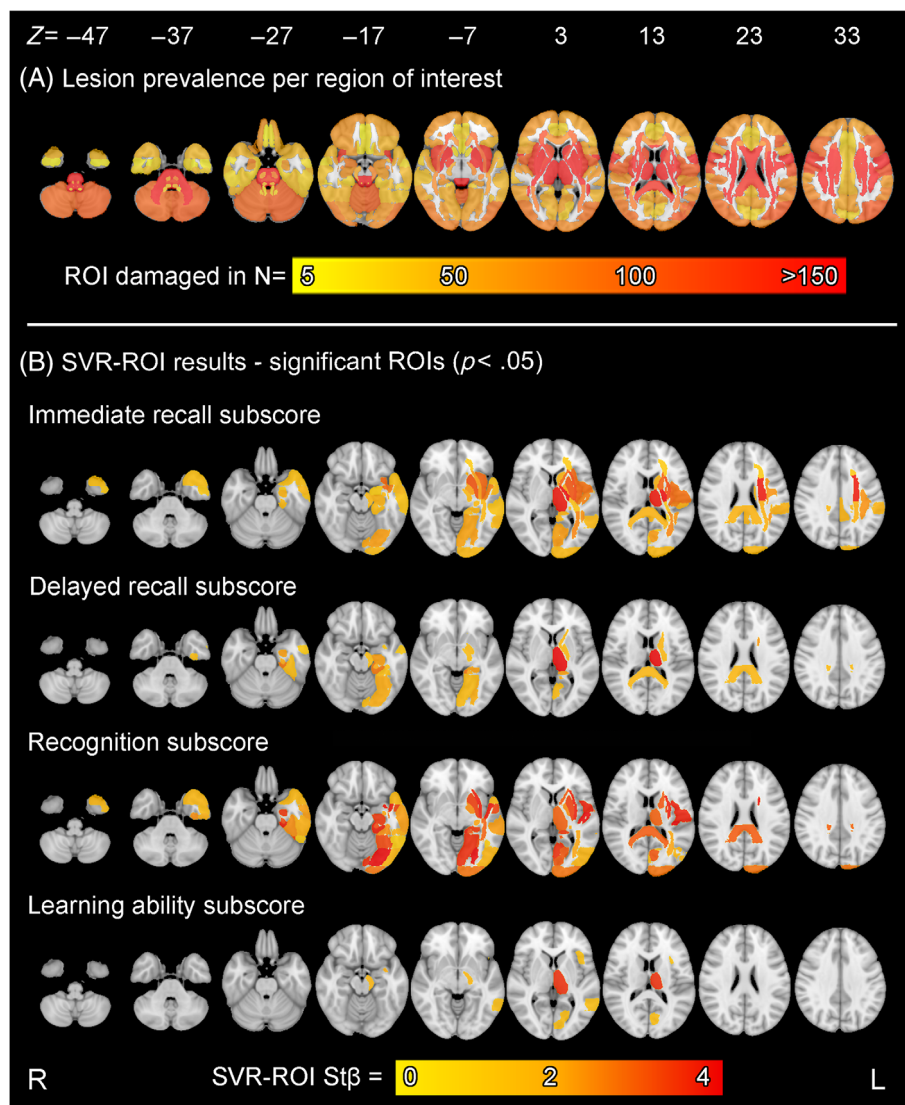 Z= –47 –37 –27 –17 –7 3 13 23 33
(A) Lesion prevalence per region of interest
ROI damaged in N= 5 50 100 >150
(B) SVR-ROI results - significant ROIs (p< .05)
Immediate recall subscore
Delayed recall subscore
Recognition subscore
Learning ability subscore
R SVR-ROI Stβ = 0 2 4 L